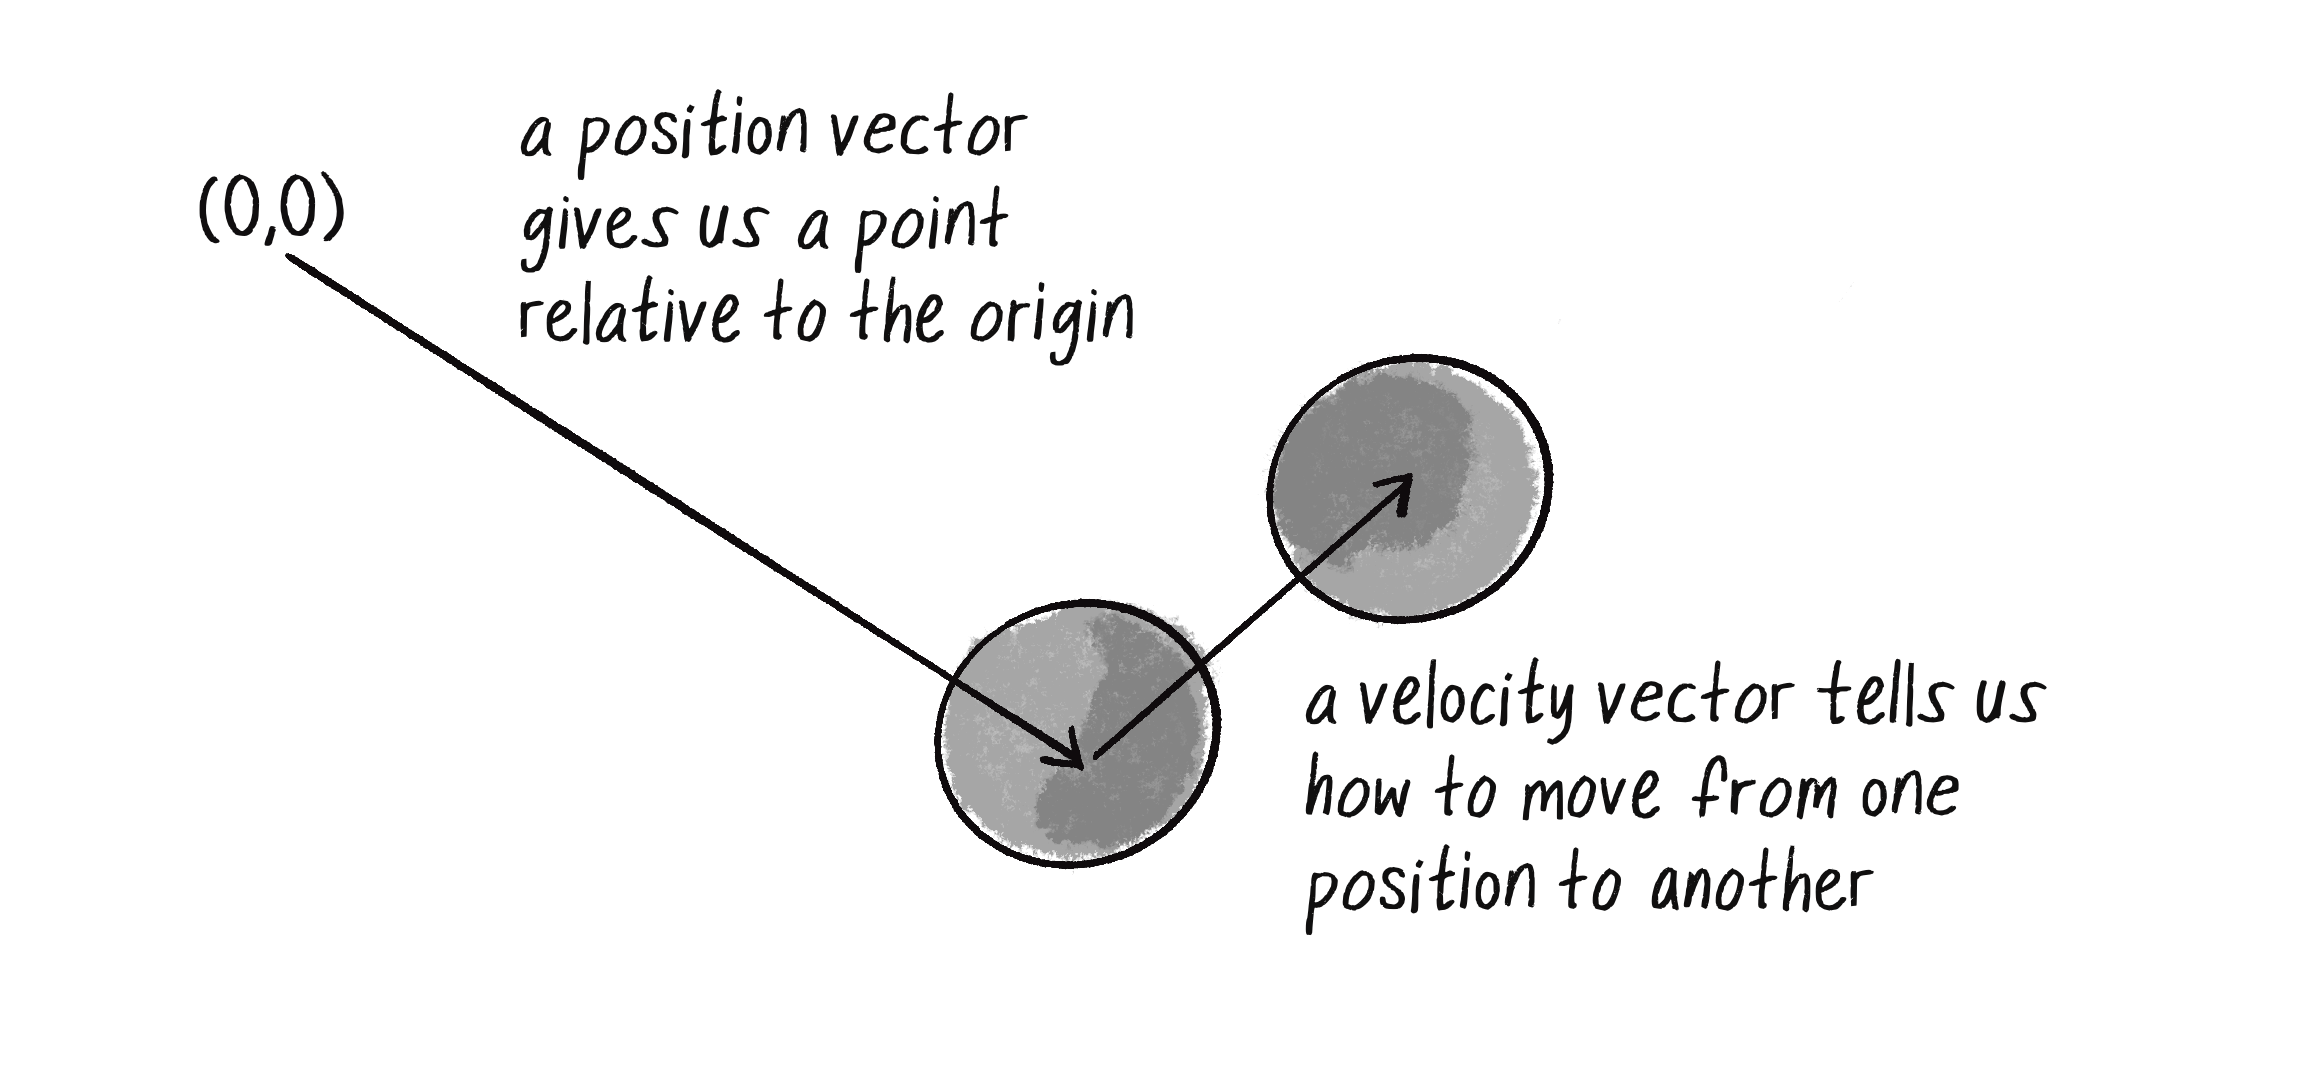 (0,0)
a position vector
gives us a point
relative to the origin
a velocity vector tells us
how to move from one
position to another